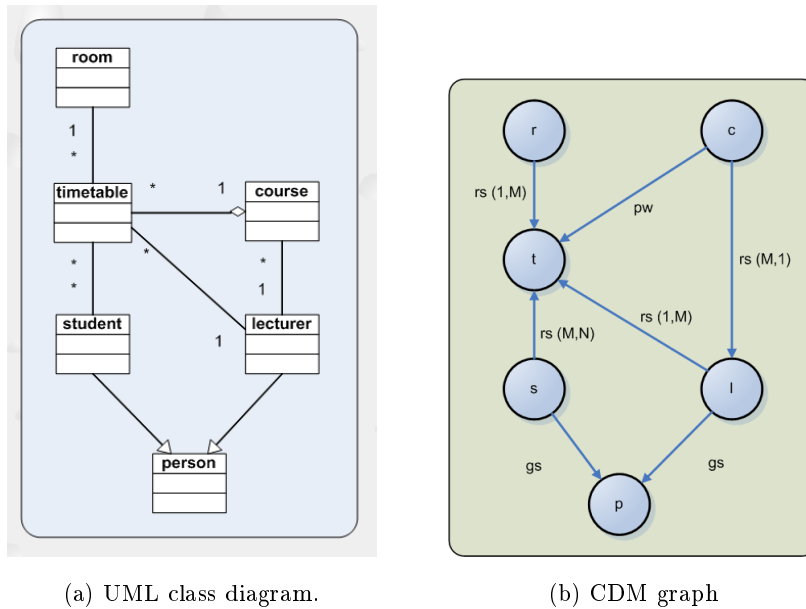 room
1
*
timetable
*
1
course
*
*
*
*
1
student
1
lecturer
person
r
c
rs (1,M)
pw
t
rs (M,1)
rs (1,M)
rs (M,N)
s
l
gs
gs
p
(a) UML class diagram.
(b) CDM graph